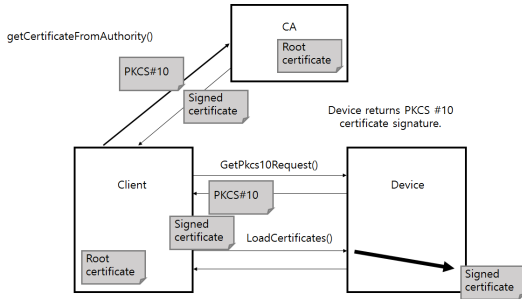 CA
getCertificateFromAuthority()
Root
certificate
PKCS#10
Signed
certificate
Device returns PKCS #10
certificate signature.
GetPkcs10Request()
Client
Device
PKCS#10
Signed
certificate
LoadCertificates()
Root
certificate
Signed
certificate